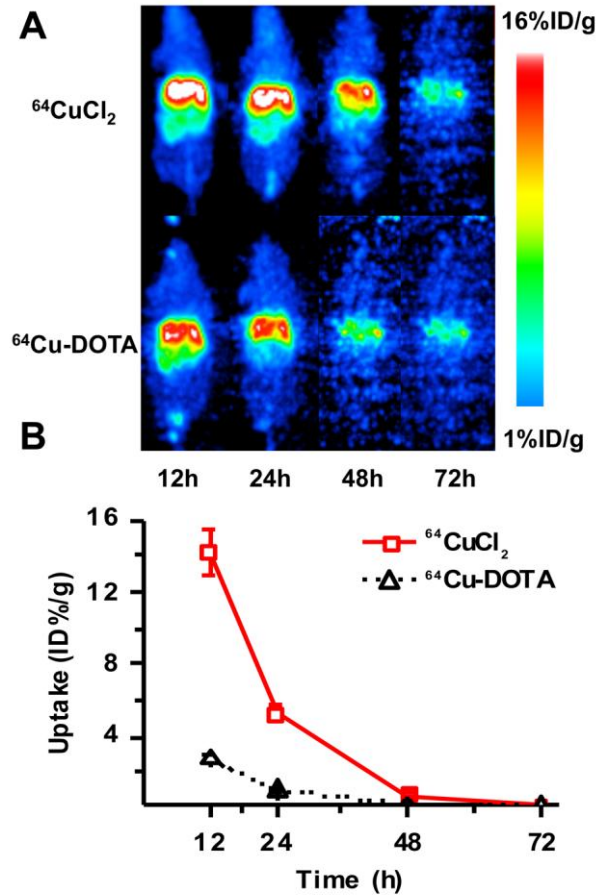 A
16%ID/g
⁶⁴CuCl₂
⁶⁴Cu-DOTA
1%ID/g
12h 24h 48h 72h
B
16
12
8
4
Uptake (ID%/g)
⁶⁴CuCl₂
⁶⁴Cu-DOTA
12 24 48 72
Time (h)